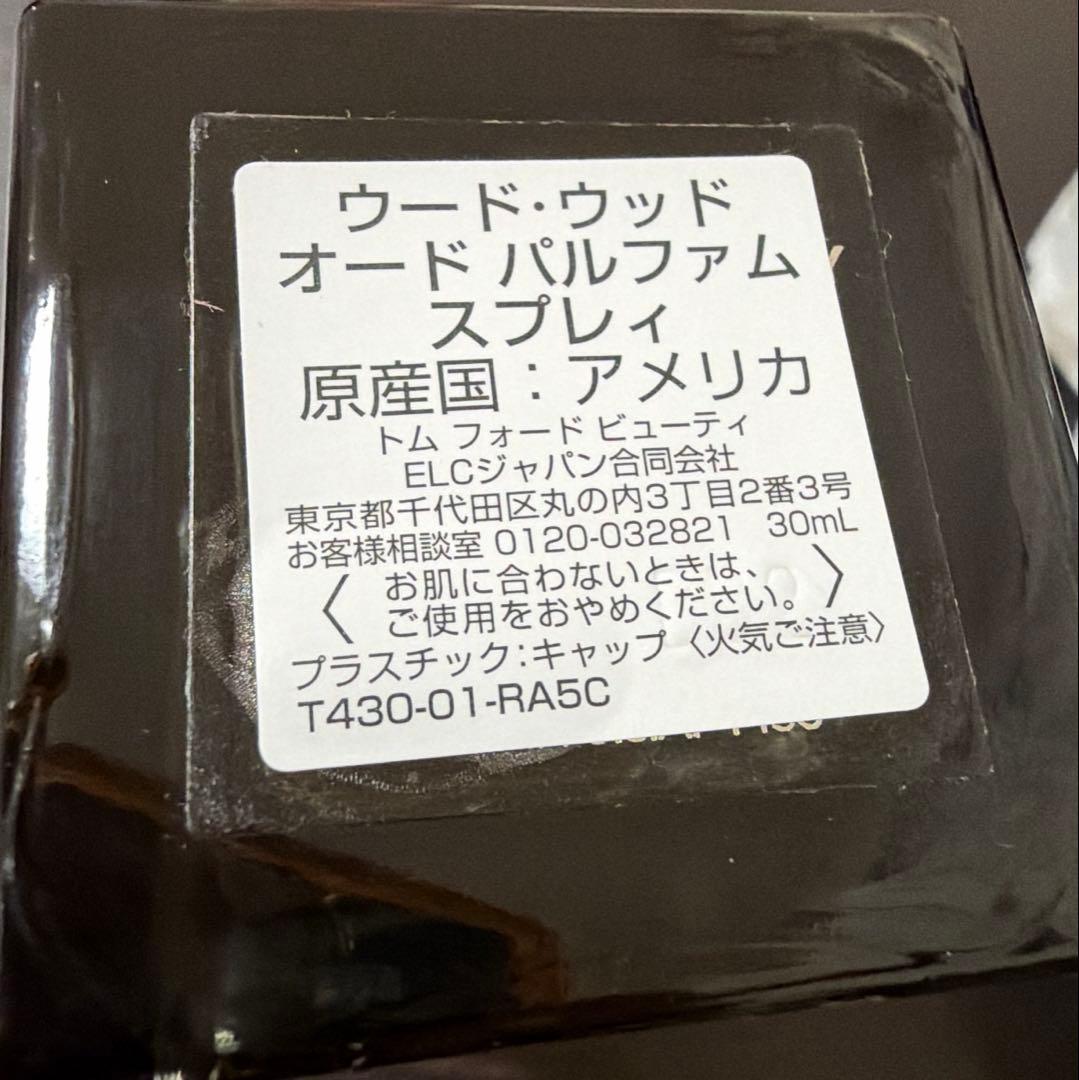 ウード･ウッド
オード パルファム
スプレィ
原産国：アメリカ
トム フォード ビューティ
ELCジャパン合同会社
東京都千代田区丸の内3丁目2番3号
お客様相談室 0120-032821 30mL
〈 お肌に合わないときは、
ご使用をおやめください。 〉
プラスチック：キャップ 〈火気ご注意〉
T430-01-RA5C